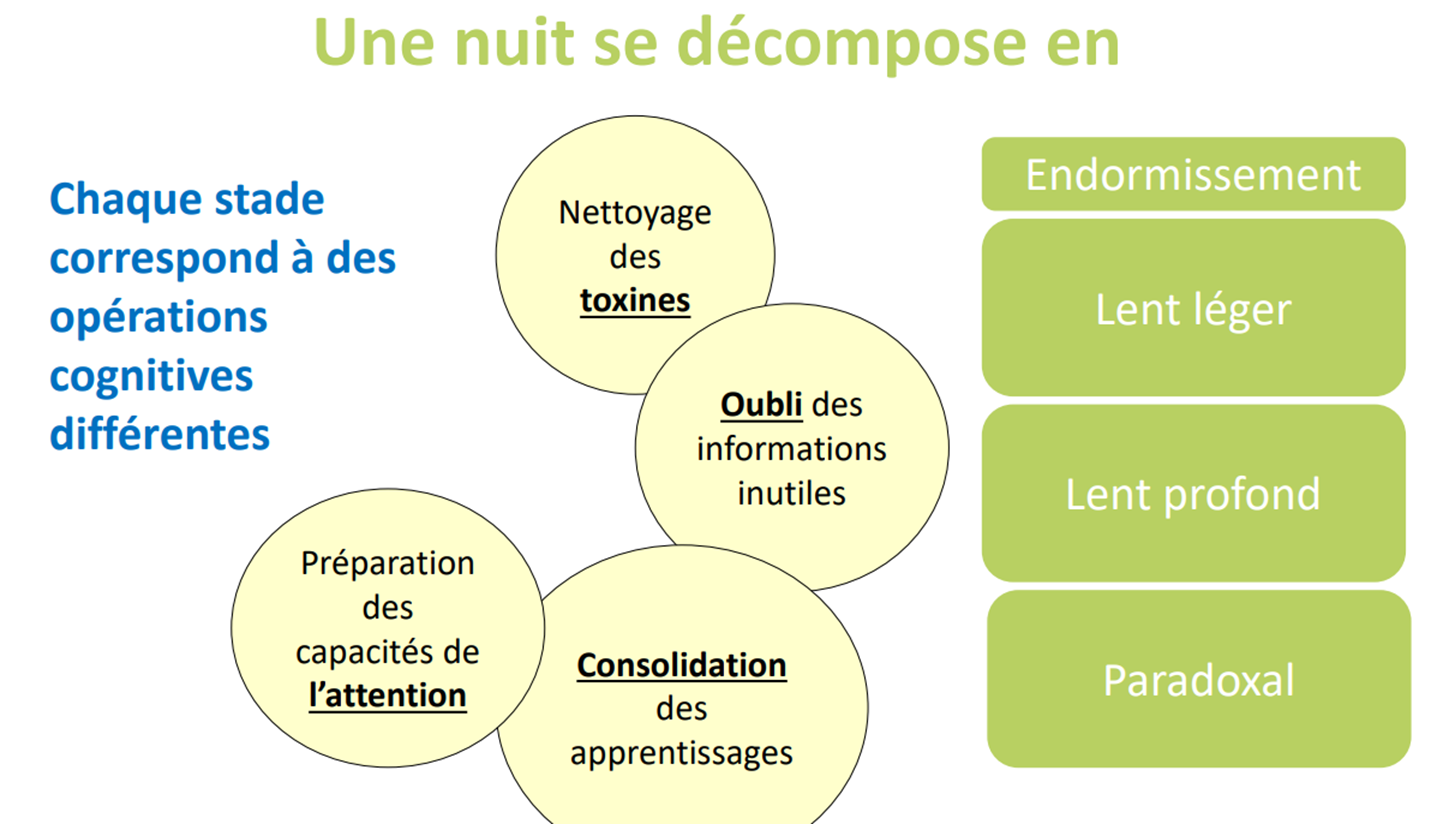 Une nuit se décompose en
Chaque stade
correspond à des
opérations
cognitives
différentes
Nettoyage
des
toxines
Oubli des
informations
inutiles
Préparation
des
capacités de
l’attention
Consolidation
des
apprentissages
Endormissement
Lent léger
Lent profond
Paradoxal